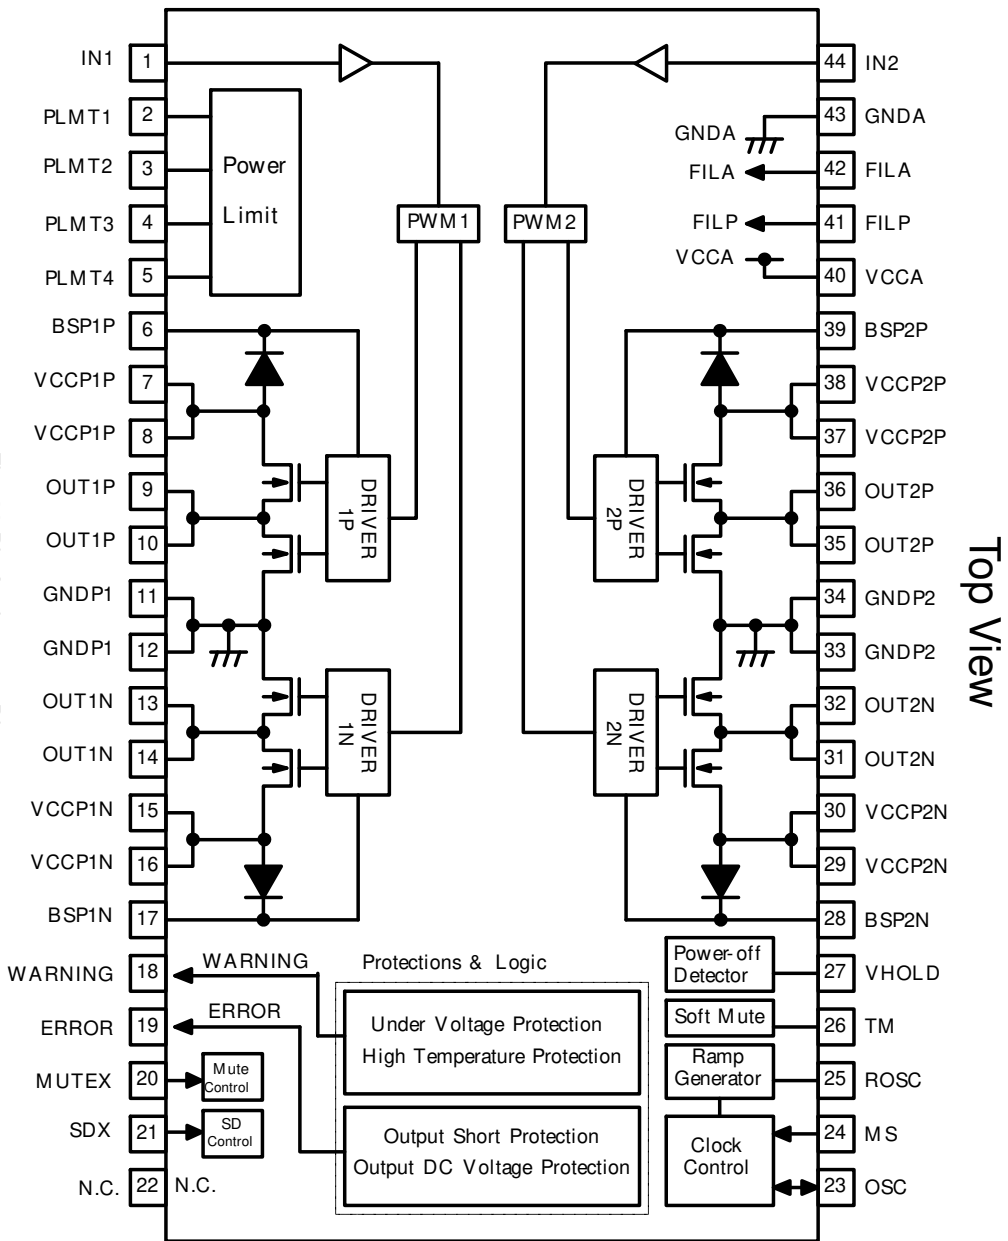 IN1 1
PLMT1 2
PLMT2 3
PLMT3 4
PLMT4 5
BSP1P 6
VCCP1P 7
VCCP1P 8
OUT1P 9
OUT1P 10
GNDP1 11
GNDP1 12
OUT1N 13
OUT1N 14
VCCP1N 15
VCCP1N 16
BSP1N 17
WARNING 18
ERROR 19
MUTEX 20
SDX 21
N.C. 22 N.C.
Power
Limit
PWM1
PWM2
DRIVER
1P
DRIVER
1N
DRIVER
2P
DRIVER
2N
GNDA
FILA
FILP
VCCA
WARNING
ERROR
Mute
Control
SD
Control
Protections & Logic
Under Voltage Protection
High Temperature Protection
Output Short Protection
Output DC Voltage Protection
Power-off
Detector
Soft Mute
Ramp
Generator
Clock
Control
44 IN2
43 GNDA
42 FILA
41 FILP
40 VCCA
39 BSP2P
38 VCCP2P
37 VCCP2P
36 OUT2P
35 OUT2P
34 GNDP2
33 GNDP2
32 OUT2N
31 OUT2N
30 VCCP2N
29 VCCP2N
28 BSP2N
27 VHOLD
26 TM
25 ROSC
24 MS
23 OSC
Top View